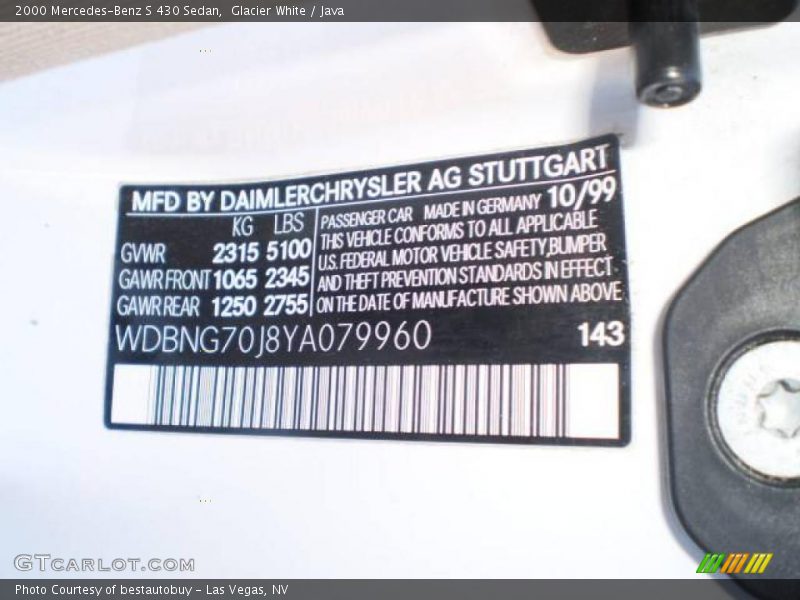 2000 Mercedes-Benz S 430 Sedan,  Glacier White / Java
MFD BY DAIMLERCHRYSLER AG STUTTGART
KG LBS
GVWR 2315 5100
GAWR FRONT 1065 2345
GAWR REAR 1250 2755
PASSENGER CAR MADE IN GERMANY 10/99
THIS VEHICLE CONFORMS TO ALL APPLICABLE
U.S. FEDERAL MOTOR VEHICLE SAFETY,BUMPER
AND THEFT PREVENTION STANDARDS IN EFFECT
ON THE DATE OF MANUFACTURE SHOWN ABOVE
WDBNG70J8YA079960 143
GTCARLOT.COM
Photo Courtesy of bestautobuy - Las Vegas, NV